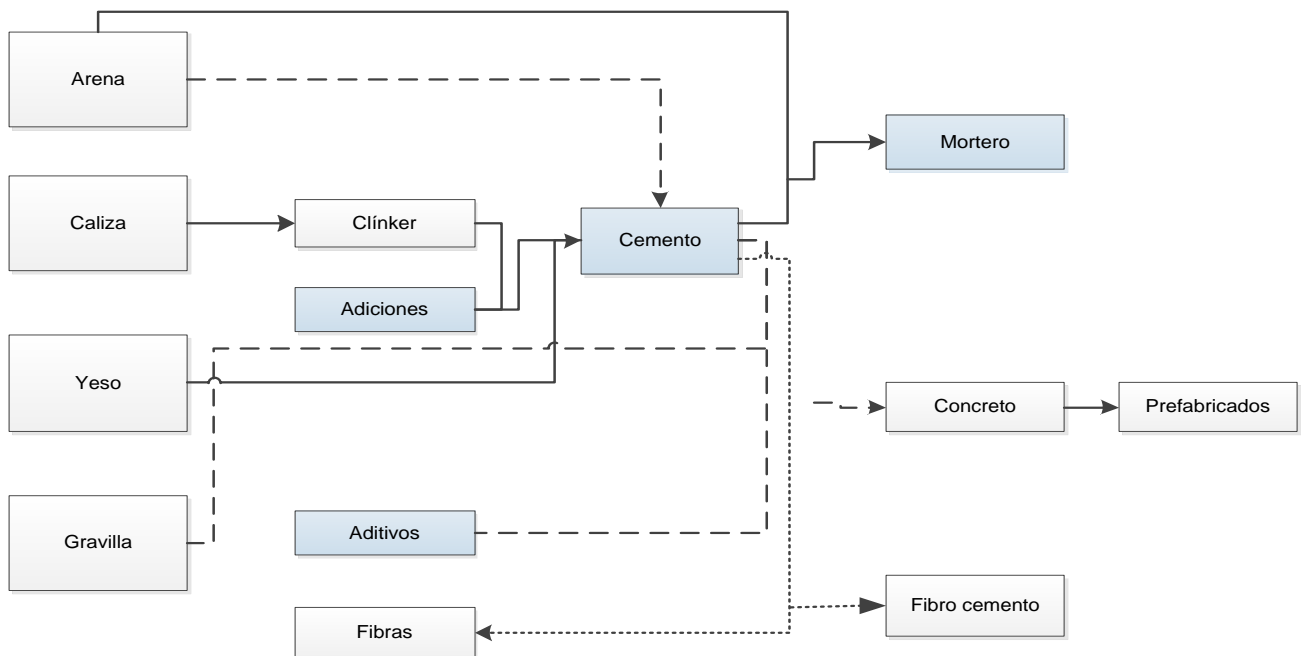 Arena
Mortero
Caliza
Clínker
Cemento
Adiciones
Yeso
Concreto
Prefabricados
Gravilla
Aditivos
Fibro cemento
Fibras